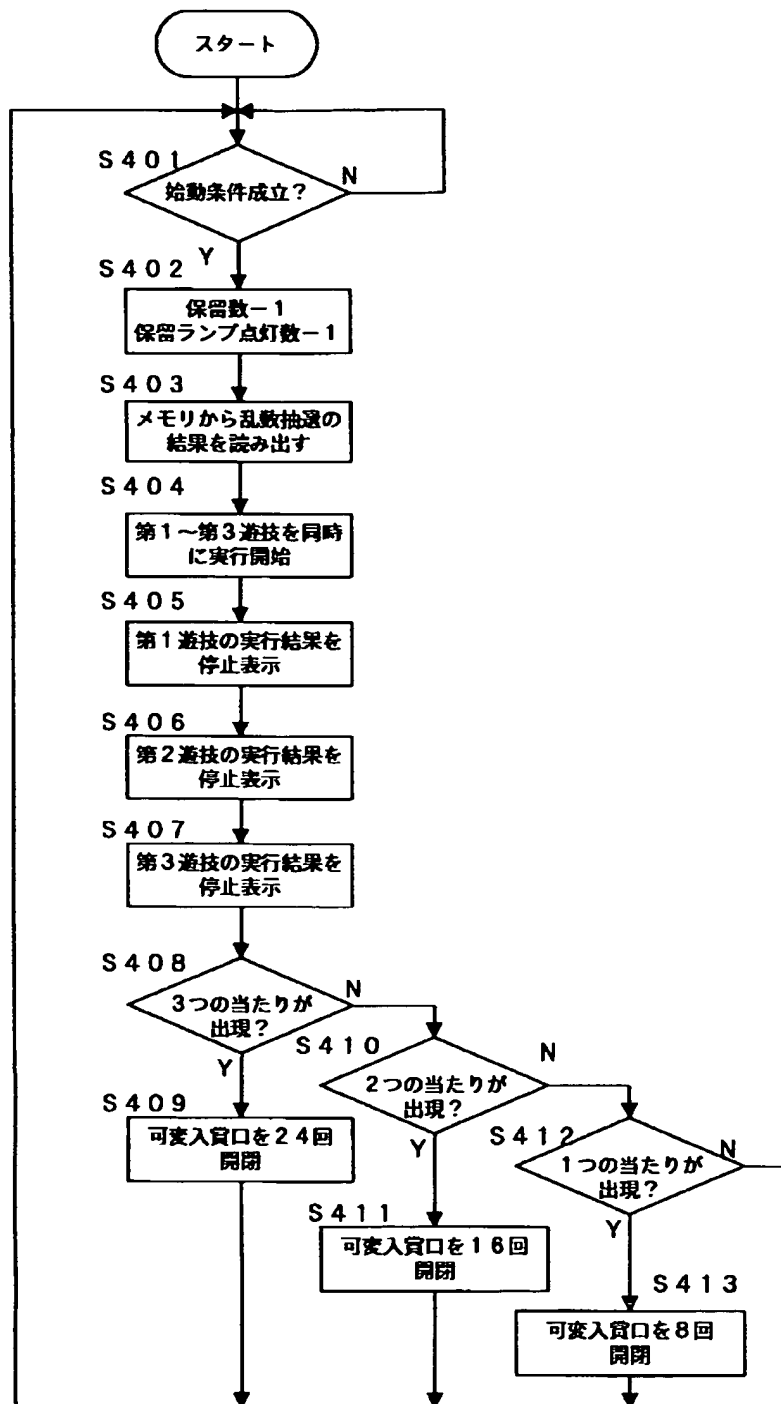 スタート
S401
始動条件成立?
N
Y
S402
保留数－1
保留ランプ点灯数－1
S403
メモリから乱数抽選の
結果を読み出す
S404
第1～第3遊技を同時
に実行開始
S405
第1遊技の実行結果を
停止表示
S406
第2遊技の実行結果を
停止表示
S407
第3遊技の実行結果を
停止表示
S408
3つの当たりが
出現?
N
Y
S409
可変入賞口を24回
開閉
S410
2つの当たりが
出現?
N
Y
S411
可変入賞口を16回
開閉
S412
1つの当たりが
出現?
N
Y
S413
可変入賞口を8回
開閉